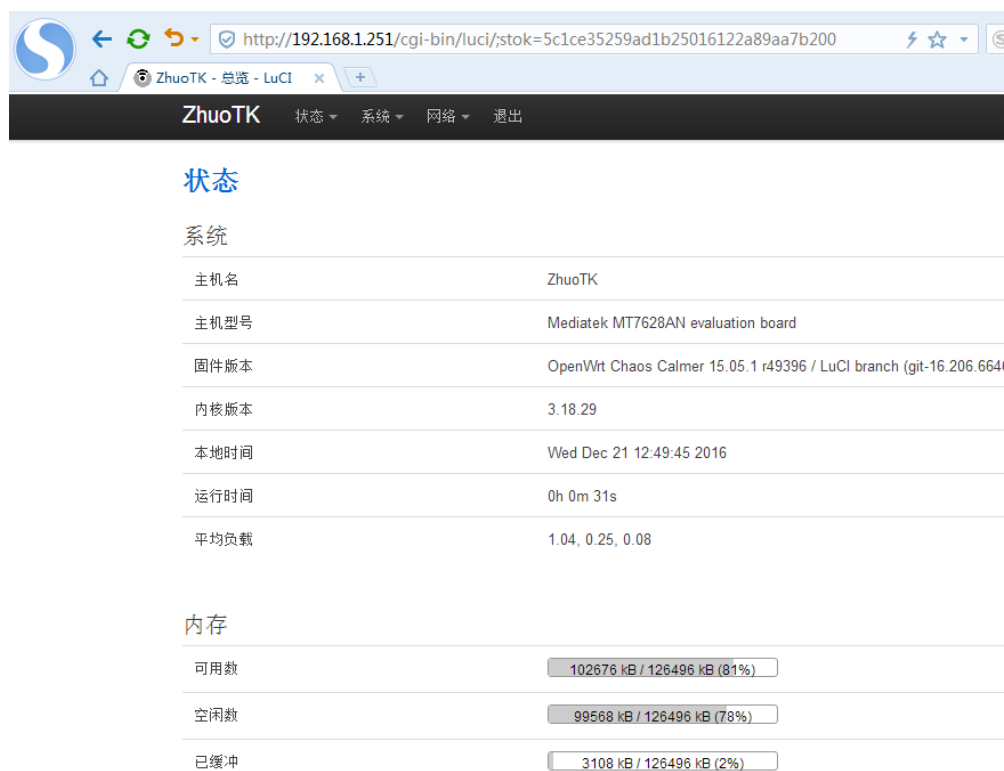 http://192.168.1.251/cgi-bin/luci/;stok=5c1ce35259ad1b25016122a89aa7b200
ZhuoTK - 总览 - LuCI
ZhuoTK 状态 系统 网络 退出
状态
系统
主机名 ZhuoTK
主机型号 Mediatek MT7628AN evaluation board
固件版本 OpenWrt Chaos Calmer 15.05.1 r49396 / LuCI branch (git-16.206.664
内核版本 3.18.29
本地时间 Wed Dec 21 12:49:45 2016
运行时间 0h 0m 31s
平均负载 1.04, 0.25, 0.08
内存
可用数 102676 kB / 126496 kB (81%)
空闲数 99568 kB / 126496 kB (78%)
已缓冲 3108 kB / 126496 kB (2%)